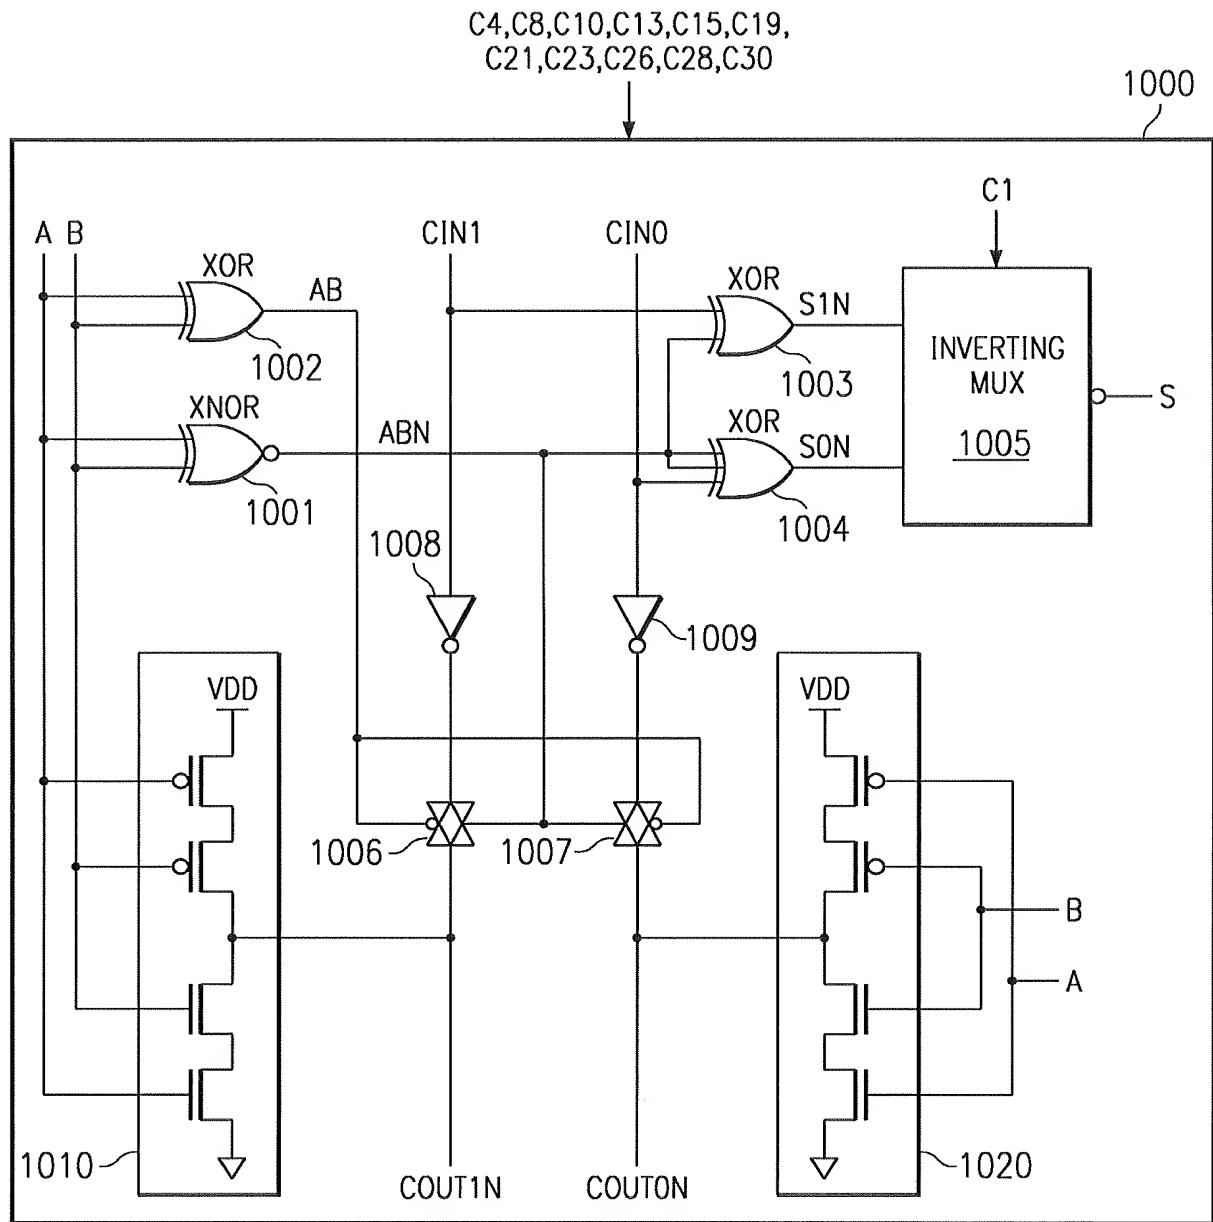 C4,C8,C10,C13,C15,C19,
C21,C23,C26,C28,C30
1000
C1
A B
CIN1
CIN0
XOR
AB
1002
XOR
S1N
1003
INVERTING
MUX
1005
S
XNOR
ABN
1001
XOR
S0N
1004
1008
1009
VDD
VDD
1006
1007
B
A
1010
1020
COUT1N
COUT0N